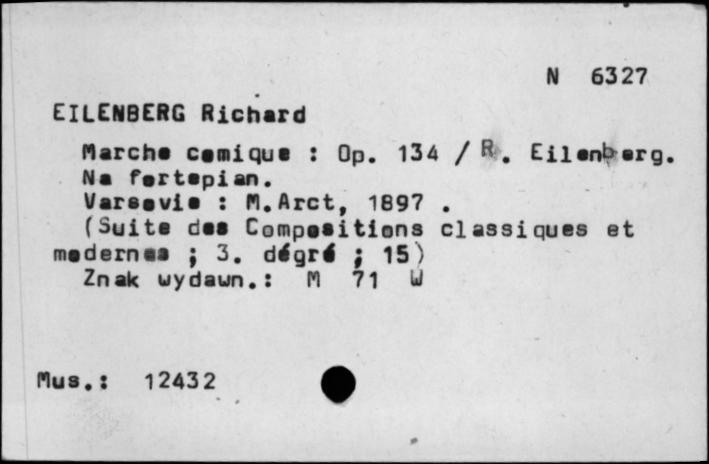 N 6327
EILENBERG Richard
Marche comique : Op. 134 / R. Eilenberg.
Na fortepian.
Varsovie : M.Arct, 1897 .
(Suite des Compositions classiques et
modernes ; 3. dégré ; 15)
Znak wydawn.: M 71 W
Mus.: 12432